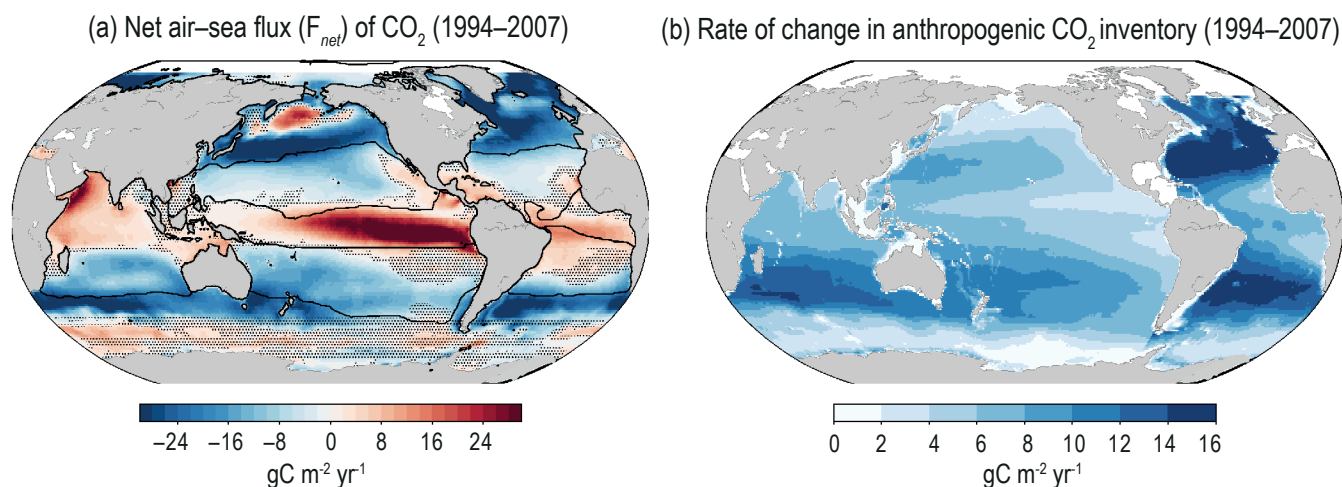 (a) Net air–sea flux (Fnet) of CO₂ (1994–2007)
(b) Rate of change in anthropogenic CO₂ inventory (1994–2007)
–24 –16 –8 0 8 16 24
gC m⁻² yr⁻¹
0 2 4 6 8 10 12 14 16
gC m⁻² yr⁻¹